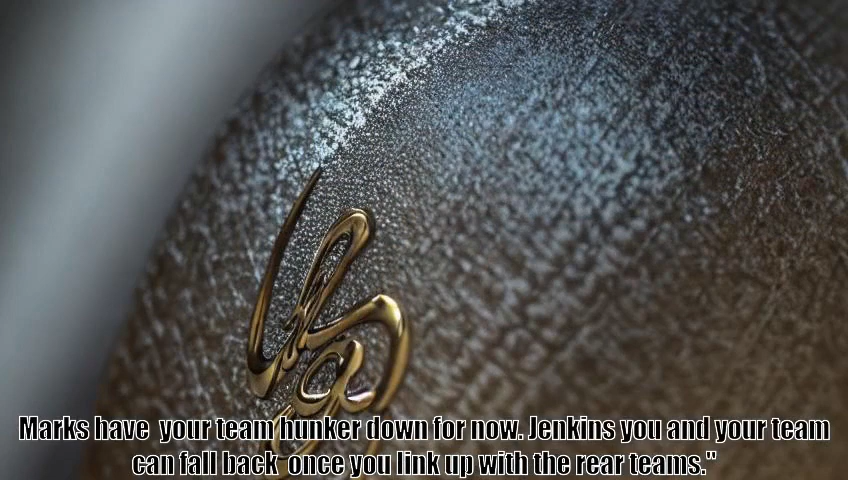 Marks have  your team hunker down for now. Jenkins you and your team
can fall back  once you link up with the rear teams."